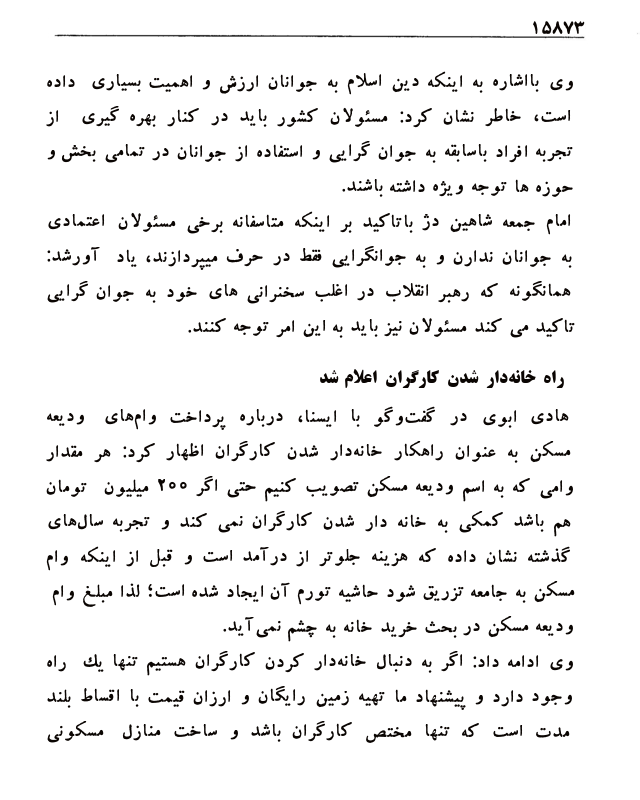 ۱۵۸۷۳
وی بااشاره به اینکه دین اسلام به جوانان ارزش و اهمیت بسیاری داده
است، خاطر نشان کرد: مسئولان کشور باید در کنار بهره گیری از
تجربه افراد باسابقه به جوان گرایی و استفاده از جوانان در تمامی بخش و
حوزه ها توجه ویژه داشته باشند.
امام جمعه شاهین دژ باتاکید بر اینکه متاسفانه برخی مسئولان اعتمادی
به جوانان ندارن و به جوانگرایی فقط در حرف میپردازند، یاد آورشد:
همانگونه که رهبر انقلاب در اغلب سخنرانی های خود به جوان گرایی
تاکید می کند مسئولان نیز باید به این امر توجه کنند.
راه خانه‌دار شدن کارگران اعلام شد
هادی ابوی در گفت‌وگو با ایسنا، درباره پرداخت وام‌های ودیعه
مسکن به عنوان راهکار خانه‌دار شدن کارگران اظهار کرد: هر مقدار
وامی که به اسم ودیعه مسکن تصویب کنیم حتی اگر ۲۰۰ میلیون تومان
هم باشد کمکی به خانه دار شدن کارگران نمی کند و تجربه سال‌های
گذشته نشان داده که هزینه جلوتر از درآمد است و قبل از اینکه وام
مسکن به جامعه تزریق شود حاشیه تورم آن ایجاد شده است؛ لذا مبلغ وام
ودیعه مسکن در بحث خرید خانه به چشم نمی‌آید.
وی ادامه داد: اگر به دنبال خانه‌دار کردن کارگران هستیم تنها یك راه
وجود دارد و پیشنهاد ما تهیه زمین رایگان و ارزان قیمت با اقساط بلند
مدت است که تنها مختص کارگران باشد و ساخت منازل مسکونی